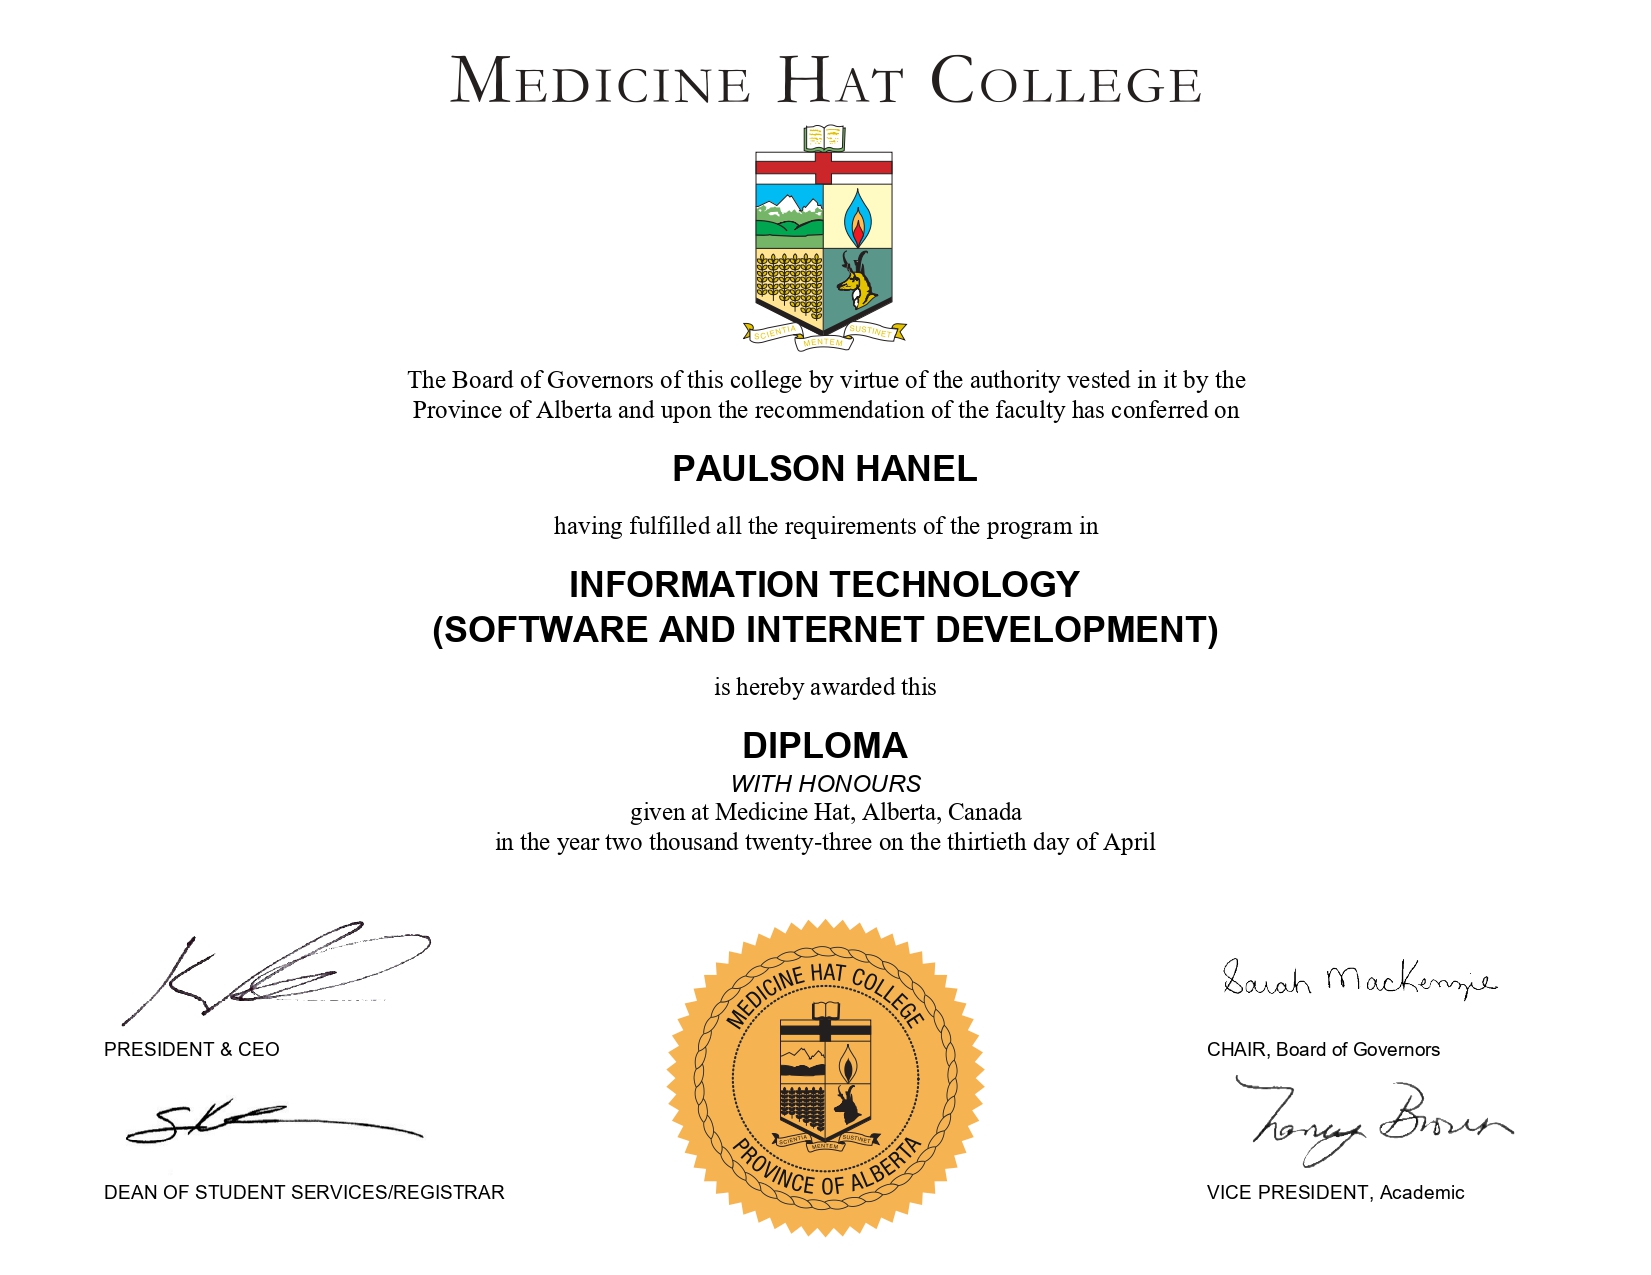 MEDICINE HAT COLLEGE
SCIENTIA MENTEM SUSTINET
The Board of Governors of this college by virtue of the authority vested in it by the
Province of Alberta and upon the recommendation of the faculty has conferred on
PAULSON HANEL
having fulfilled all the requirements of the program in
INFORMATION TECHNOLOGY
(SOFTWARE AND INTERNET DEVELOPMENT)
is hereby awarded this
DIPLOMA
WITH HONOURS
given at Medicine Hat, Alberta, Canada
in the year two thousand twenty-three on the thirtieth day of April
PRESIDENT & CEO
DEAN OF STUDENT SERVICES/REGISTRAR
MEDICINE HAT COLLEGE
SCIENTIA MENTEM SUSTINET
PROVINCE OF ALBERTA
Sarah MacKenzie
CHAIR, Board of Governors
Nancy Brown
VICE PRESIDENT, Academic